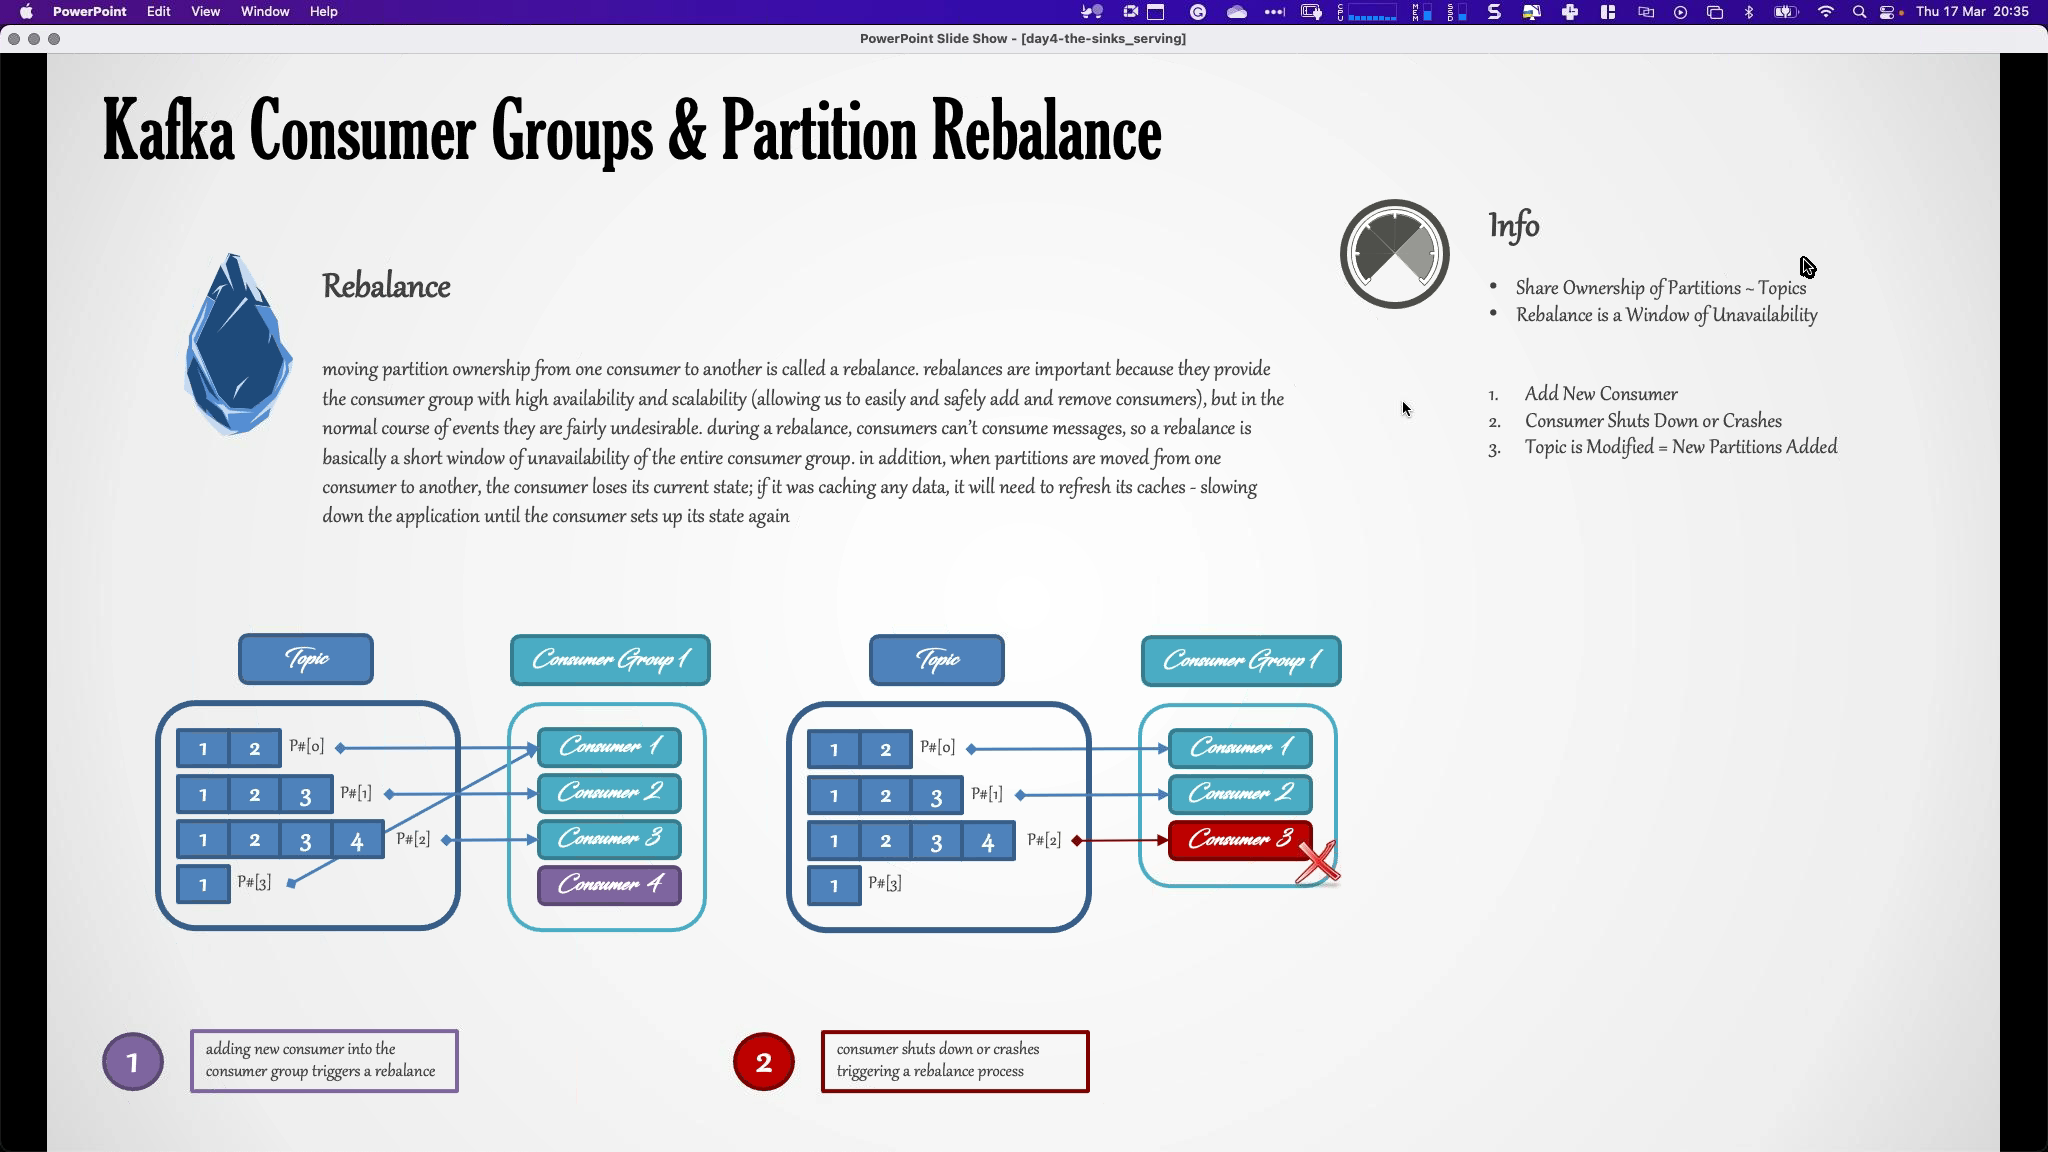 PowerPoint Edit View Window Help
Thu 17 Mar 20:35
PowerPoint Slide Show - [day4-the-sinks_serving]
Kafka Consumer Groups & Partition Rebalance
Info
Share Ownership of Partitions ~ Topics
Rebalance is a Window of Unavailability
1. Add New Consumer
2. Consumer Shuts Down or Crashes
3. Topic is Modified = New Partitions Added
Rebalance
moving partition ownership from one consumer to another is called a rebalance. rebalances are important because they provide
the consumer group with high availability and scalability (allowing us to easily and safely add and remove consumers), but in the
normal course of events they are fairly undesirable. during a rebalance, consumers can't consume messages, so a rebalance is
basically a short window of unavailability of the entire consumer group. in addition, when partitions are moved from one
consumer to another, the consumer loses its current state; if it was caching any data, it will need to refresh its caches - slowing
down the application until the consumer sets up its state again
Topic
Consumer Group 1
1 2 P#[0]
1 2 3 P#[1]
1 2 3 4 P#[2]
1 P#[3]
Consumer 1
Consumer 2
Consumer 3
Consumer 4
1
adding new consumer into the
consumer group triggers a rebalance
Topic
Consumer Group 1
1 2 P#[0]
1 2 3 P#[1]
1 2 3 4 P#[2]
1 P#[3]
Consumer 1
Consumer 2
Consumer 3
2
consumer shuts down or crashes
triggering a rebalance process